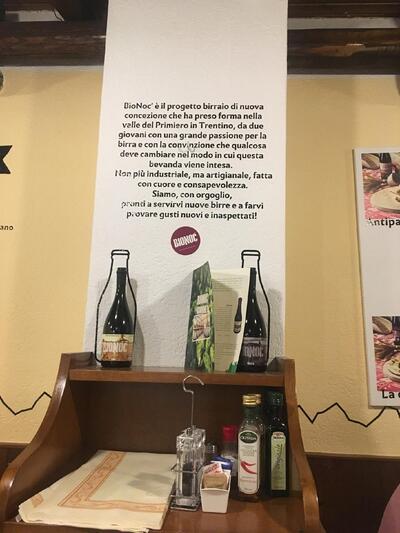 BioNoc' è il progetto birraio di nuova
concezione che ha preso forma nella
valle del Primiero in Trentino, da due
giovani con una grande passione per la
birra e con la convinzione che qualcosa
deve cambiare nel modo in cui questa
bevanda viene intesa.
Non più industriale, ma artigianale, fatta
con cuore e consapevolezza.
Siamo, con orgoglio,
pronti a servirvi nuove birre e a farvi
provare gusti nuovi e inaspettati!
BIONOC'
ano
Antipa
La c
BIONOC'
BIONOC'